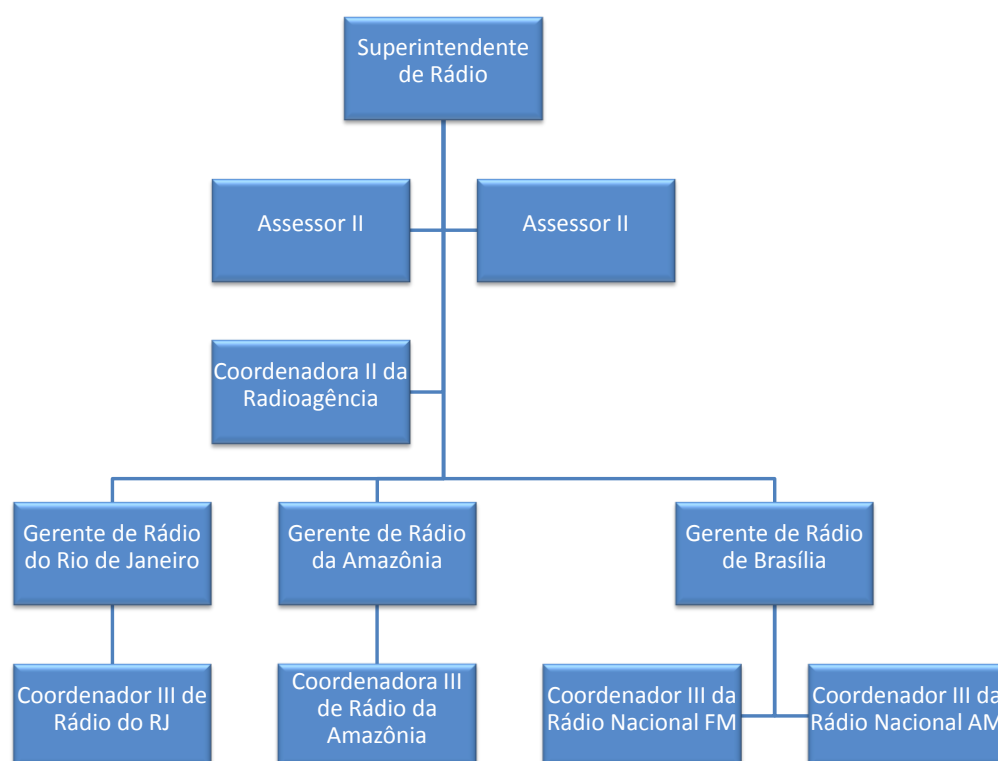 Superintendente
de Rádio
Assessor II
Assessor II
Coordenadora II da
Radioagência
Gerente de Rádio
do Rio de Janeiro
Gerente de Rádio
da Amazônia
Gerente de Rádio
de Brasília
Coordenador III de
Rádio do RJ
Coordenadora III
de Rádio da
Amazônia
Coordenador III da
Rádio Nacional FM
Coordenador III da
Rádio Nacional AM